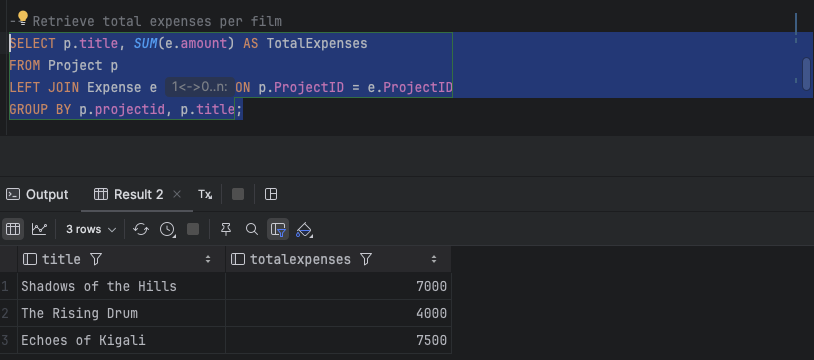 -- Retrieve total expenses per film
SELECT p.title, SUM(e.amount) AS TotalExpenses
FROM Project p
LEFT JOIN Expense e 1<->0..n: ON p.ProjectID = e.ProjectID
GROUP BY p.projectid, p.title;
Output Result 2 × Tx
3 rows
title totalexpenses
1 Shadows of the Hills 7000
2 The Rising Drum 4000
3 Echoes of Kigali 7500